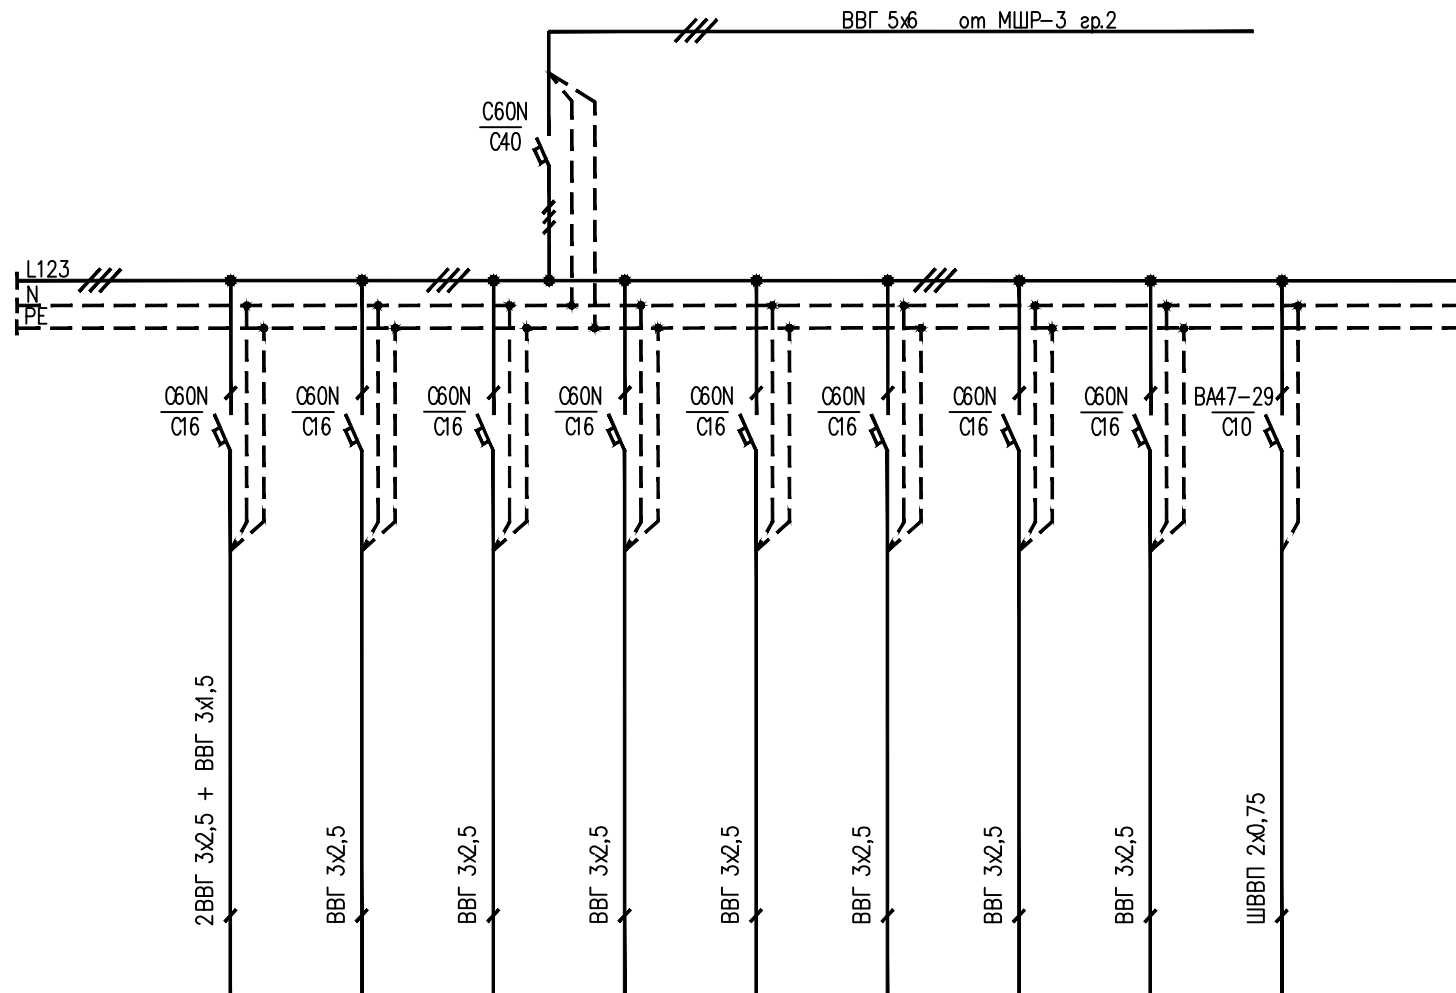 ВВГ 5х6 от МШР-3 гр.2
C60N
C40
L123
N
PE
C60N
C16
C60N
C16
C60N
C16
C60N
C16
C60N
C16
C60N
C16
C60N
C16
C60N
C16
ВА47-29
C10
2ВВГ 3х2,5 + ВВГ 3х1,5
ВВГ 3х2,5
ВВГ 3х2,5
ВВГ 3х2,5
ВВГ 3х2,5
ВВГ 3х2,5
ВВГ 3х2,5
ВВГ 3х2,5
ШВВП 2х0,75